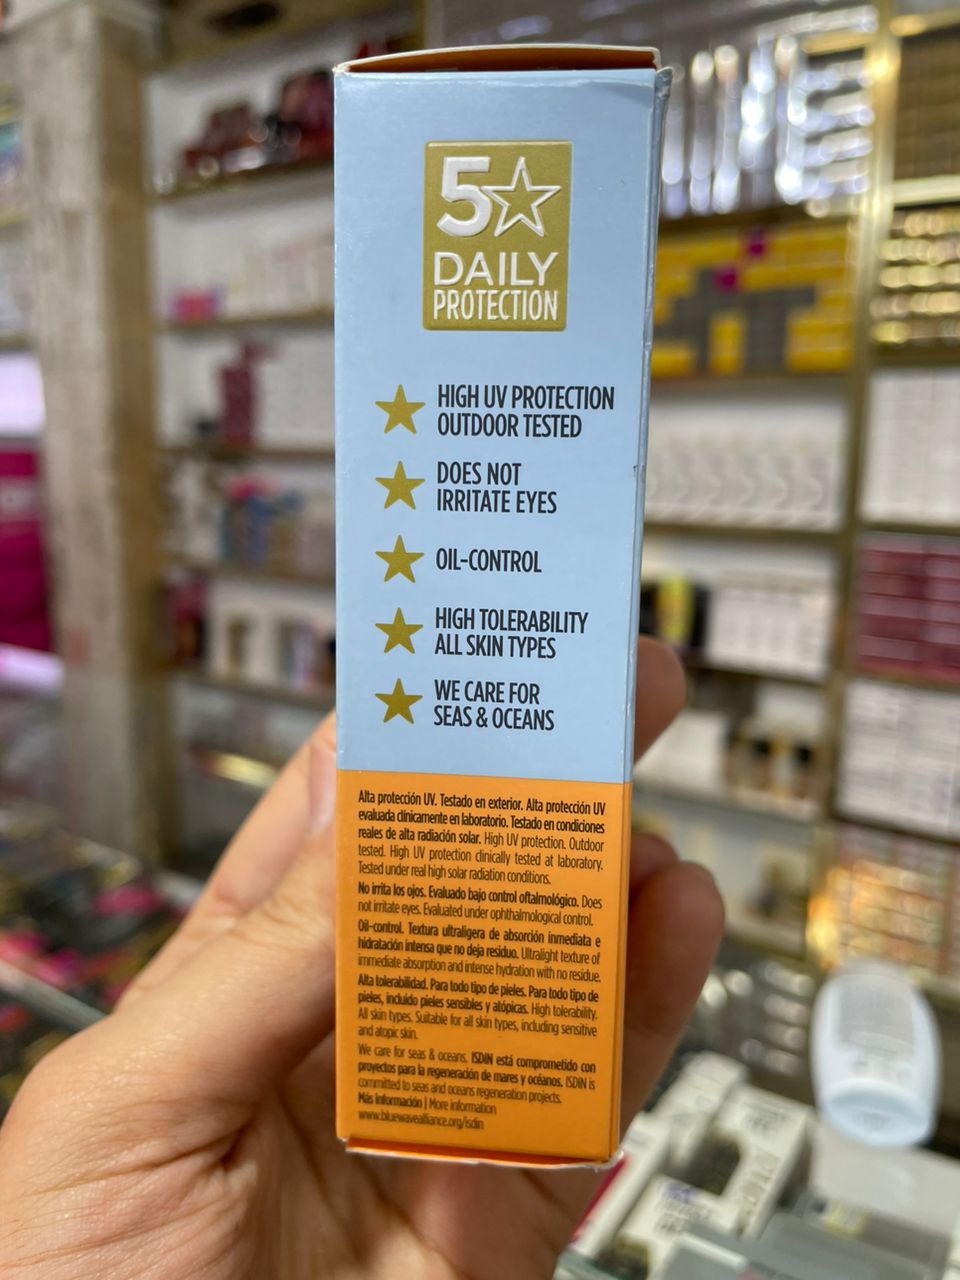 5
DAILY
PROTECTION
HIGH UV PROTECTION
OUTDOOR TESTED
DOES NOT
IRRITATE EYES
OIL-CONTROL
HIGH TOLERABILITY
ALL SKIN TYPES
WE CARE FOR
SEAS & OCEANS
Alta protección UV. Testado en exterior. Alta protección UV
evaluada clínicamente en laboratorio. Testado en condiciones
reales de alta radiación solar. High UV protection. Outdoor
tested. High UV protection clinically tested at laboratory.
Tested under real high solar radiation conditions.
No irrita los ojos. Evaluado bajo control oftalmológico. Does
not irritate eyes. Evaluated under ophthalmological control.
Oil-control. Textura ultraligera de absorción inmediata e
hidratación intensa que no deja residuo. Ultralight texture of
immediate absorption and intense hydration with no residue.
Alta tolerabilidad. Para todo tipo de pieles. Para todo tipo de
pieles, incluido pieles sensibles y atópicas. High tolerability.
All skin types. Suitable for all skin types, including sensitive
and atopic skin.
We care for seas & oceans. ISDIN está comprometido con
proyectos para la regeneración de mares y océanos. ISDIN is
committed to seas and oceans regeneration projects.
Más información | More information
www.bluewavealliance.org/isdin